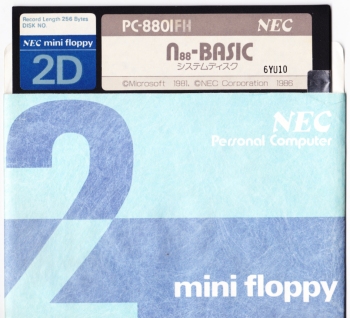 Record Length 256 Bytes
DISK NO.
NEC mini floppy
2D
PC-8801FH NEC
N88-BASIC
システムディスク 6YU10
©Microsoft 1981, ©NEC Corporation 1986
2
NEC
Personal Computer
mini floppy